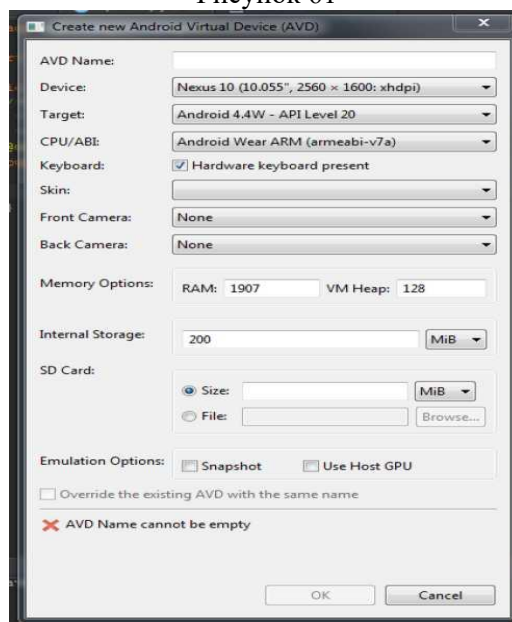 Create new Android Virtual Device (AVD)
AVD Name:
Device: Nexus 10 (10.055", 2560 × 1600: xhdpi)
Target: Android 4.4W - API Level 20
CPU/ABI: Android Wear ARM (armeabi-v7a)
Keyboard: Hardware keyboard present
Skin:
Front Camera: None
Back Camera: None
Memory Options: RAM: 1907 VM Heap: 128
Internal Storage: 200 MiB
SD Card:
Size: MiB
File: Browse...
Emulation Options: Snapshot Use Host GPU
Override the existing AVD with the same name
AVD Name cannot be empty
OK Cancel